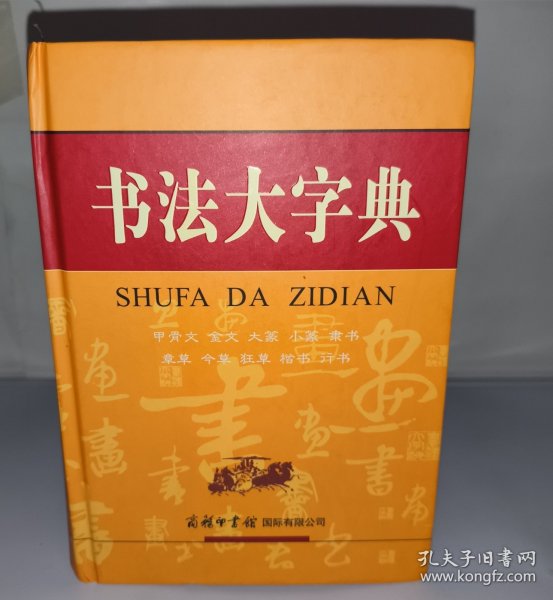 书法大字典
SHUFA DA ZIDIAN
甲骨文 金文 大篆 小篆 隶书
章草 今草 狂草 楷书 行书
商务印书馆 国际有限公司
孔夫子旧书网
www.kongfz.com